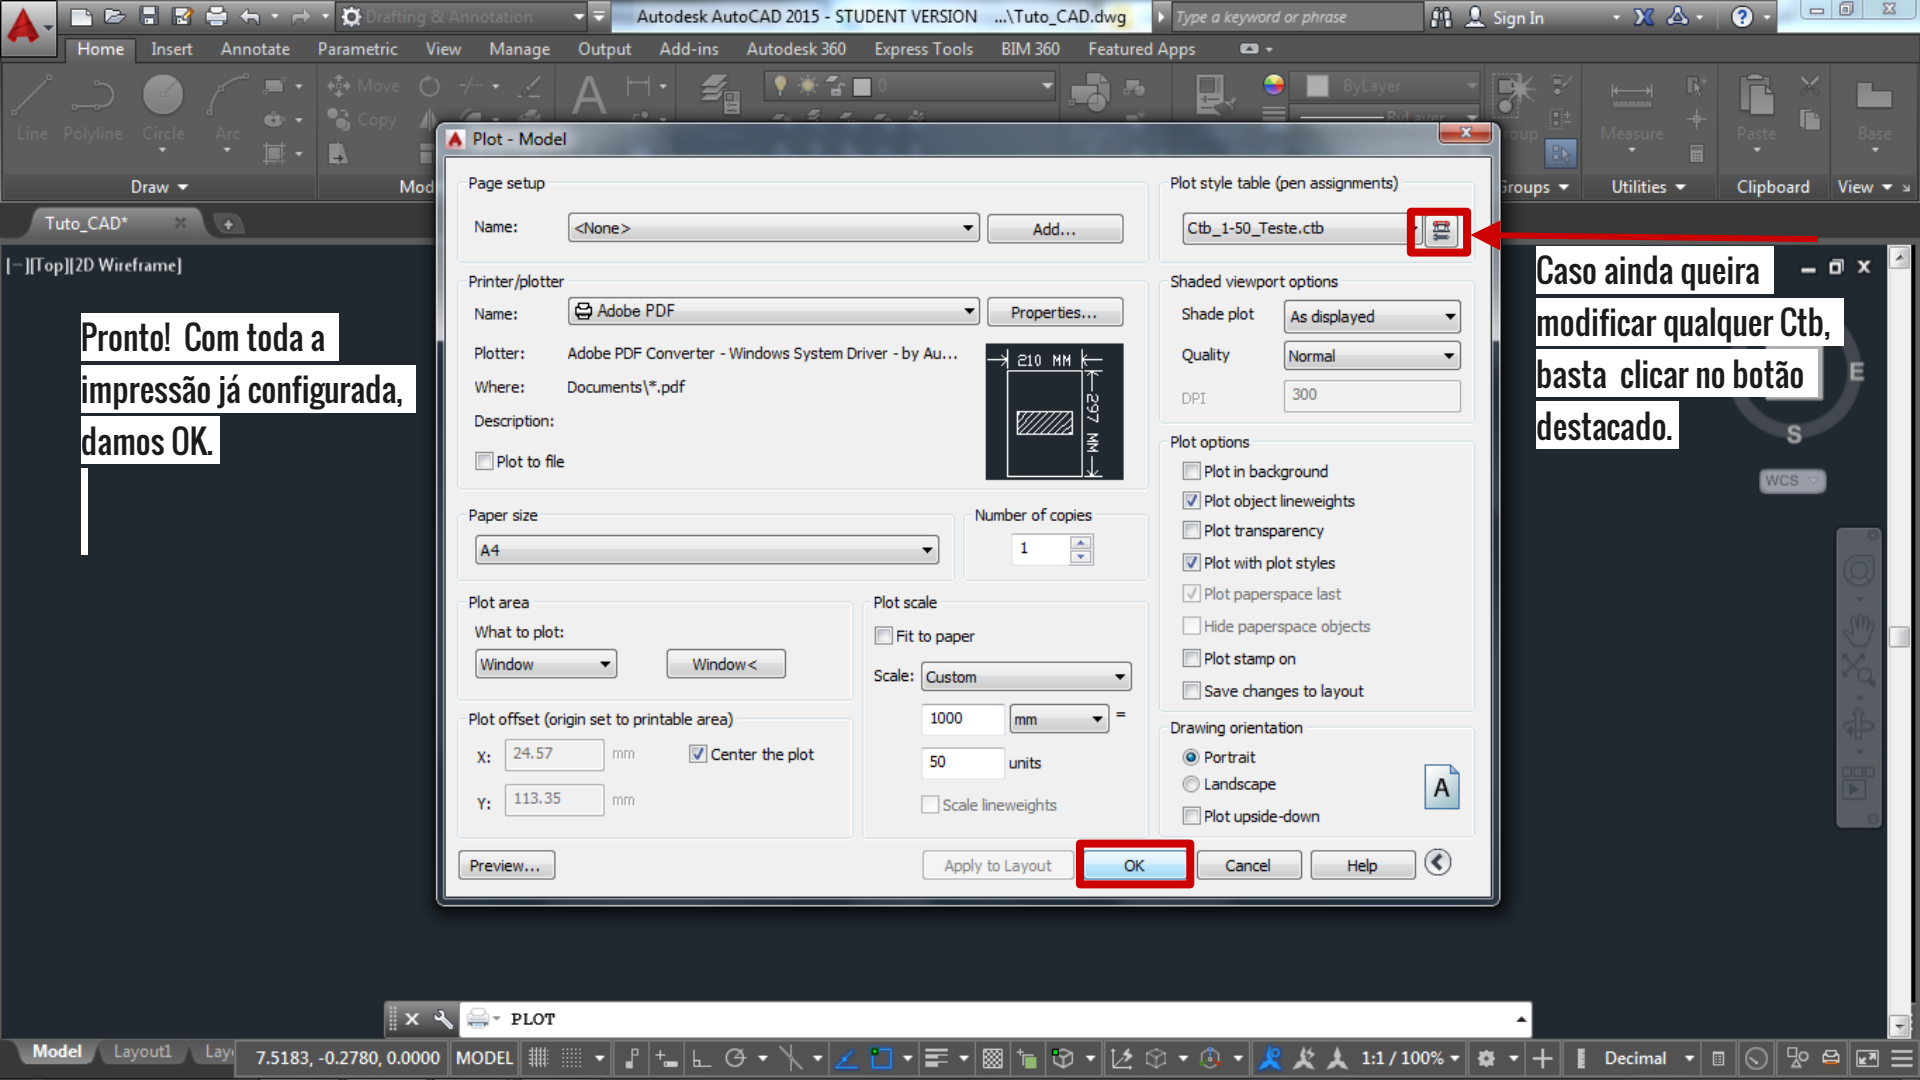 Drafting & Annotation
Autodesk AutoCAD 2015 - STUDENT VERSION ...\Tuto_CAD.dwg
Type a keyword or phrase
Sign In
Home Insert Annotate Parametric View Manage Output Add-ins Autodesk 360 Express Tools BIM 360 Featured Apps
Move
0
ByLayer
Copy
ByLayer
Line Polyline Circle Arc
Measure Paste Base
Draw
Utilities Clipboard View
Tuto_CAD*
[−][Top][2D Wireframe]
Pronto! Com toda a
impressão já configurada,
damos OK.
Plot - Model
Page setup
Name: <None> Add...
Printer/plotter
Name: Adobe PDF Properties...
Plotter: Adobe PDF Converter - Windows System Driver - by Au...
Where: Documents\*.pdf
Description:
Plot to file
210 MM
297 MM
Paper size
A4
Number of copies
1
Plot area
What to plot:
Window Window<
Plot offset (origin set to printable area)
X: 24.57 mm Center the plot
Y: 113.35 mm
Plot scale
Fit to paper
Scale: Custom
1000 mm =
50 units
Scale lineweights
Plot style table (pen assignments)
Ctb_1-50_Teste.ctb
Shaded viewport options
Shade plot As displayed
Quality Normal
DPI 300
Plot options
Plot in background
Plot object lineweights
Plot transparency
Plot with plot styles
Plot paperspace last
Hide paperspace objects
Plot stamp on
Save changes to layout
Drawing orientation
Portrait
Landscape
Plot upside-down
A
Preview... Apply to Layout OK Cancel Help
Caso ainda queira
modificar qualquer Ctb,
basta clicar no botão
destacado.
E
S
WCS
PLOT
Model Layout1
7.5183, -0.2780, 0.0000 MODEL
1:1 / 100%
Decimal